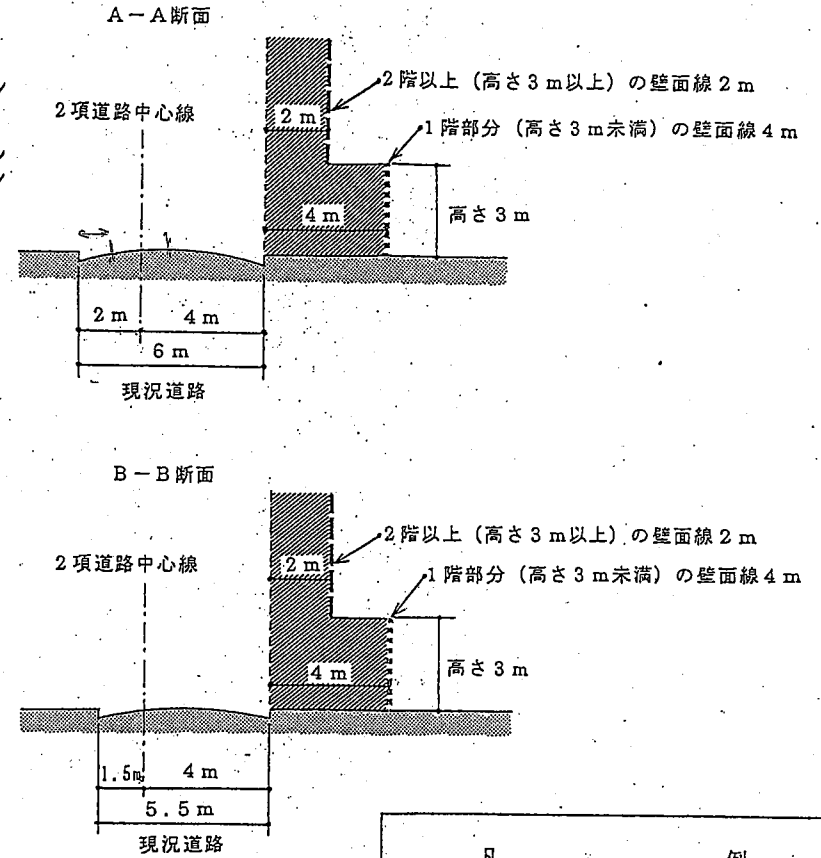 A－A断面
2階以上（高さ3m以上）の壁面線2m
2項道路中心線
2m
1階部分（高さ3m未満）の壁面線4m
4m
高さ3m
2m
4m
6m
現況道路
B－B断面
2階以上（高さ3m以上）の壁面線2m
2項道路中心線
2m
1階部分（高さ3m未満）の壁面線4m
4m
高さ3m
1.5m
4m
5.5m
現況道路
凡 例